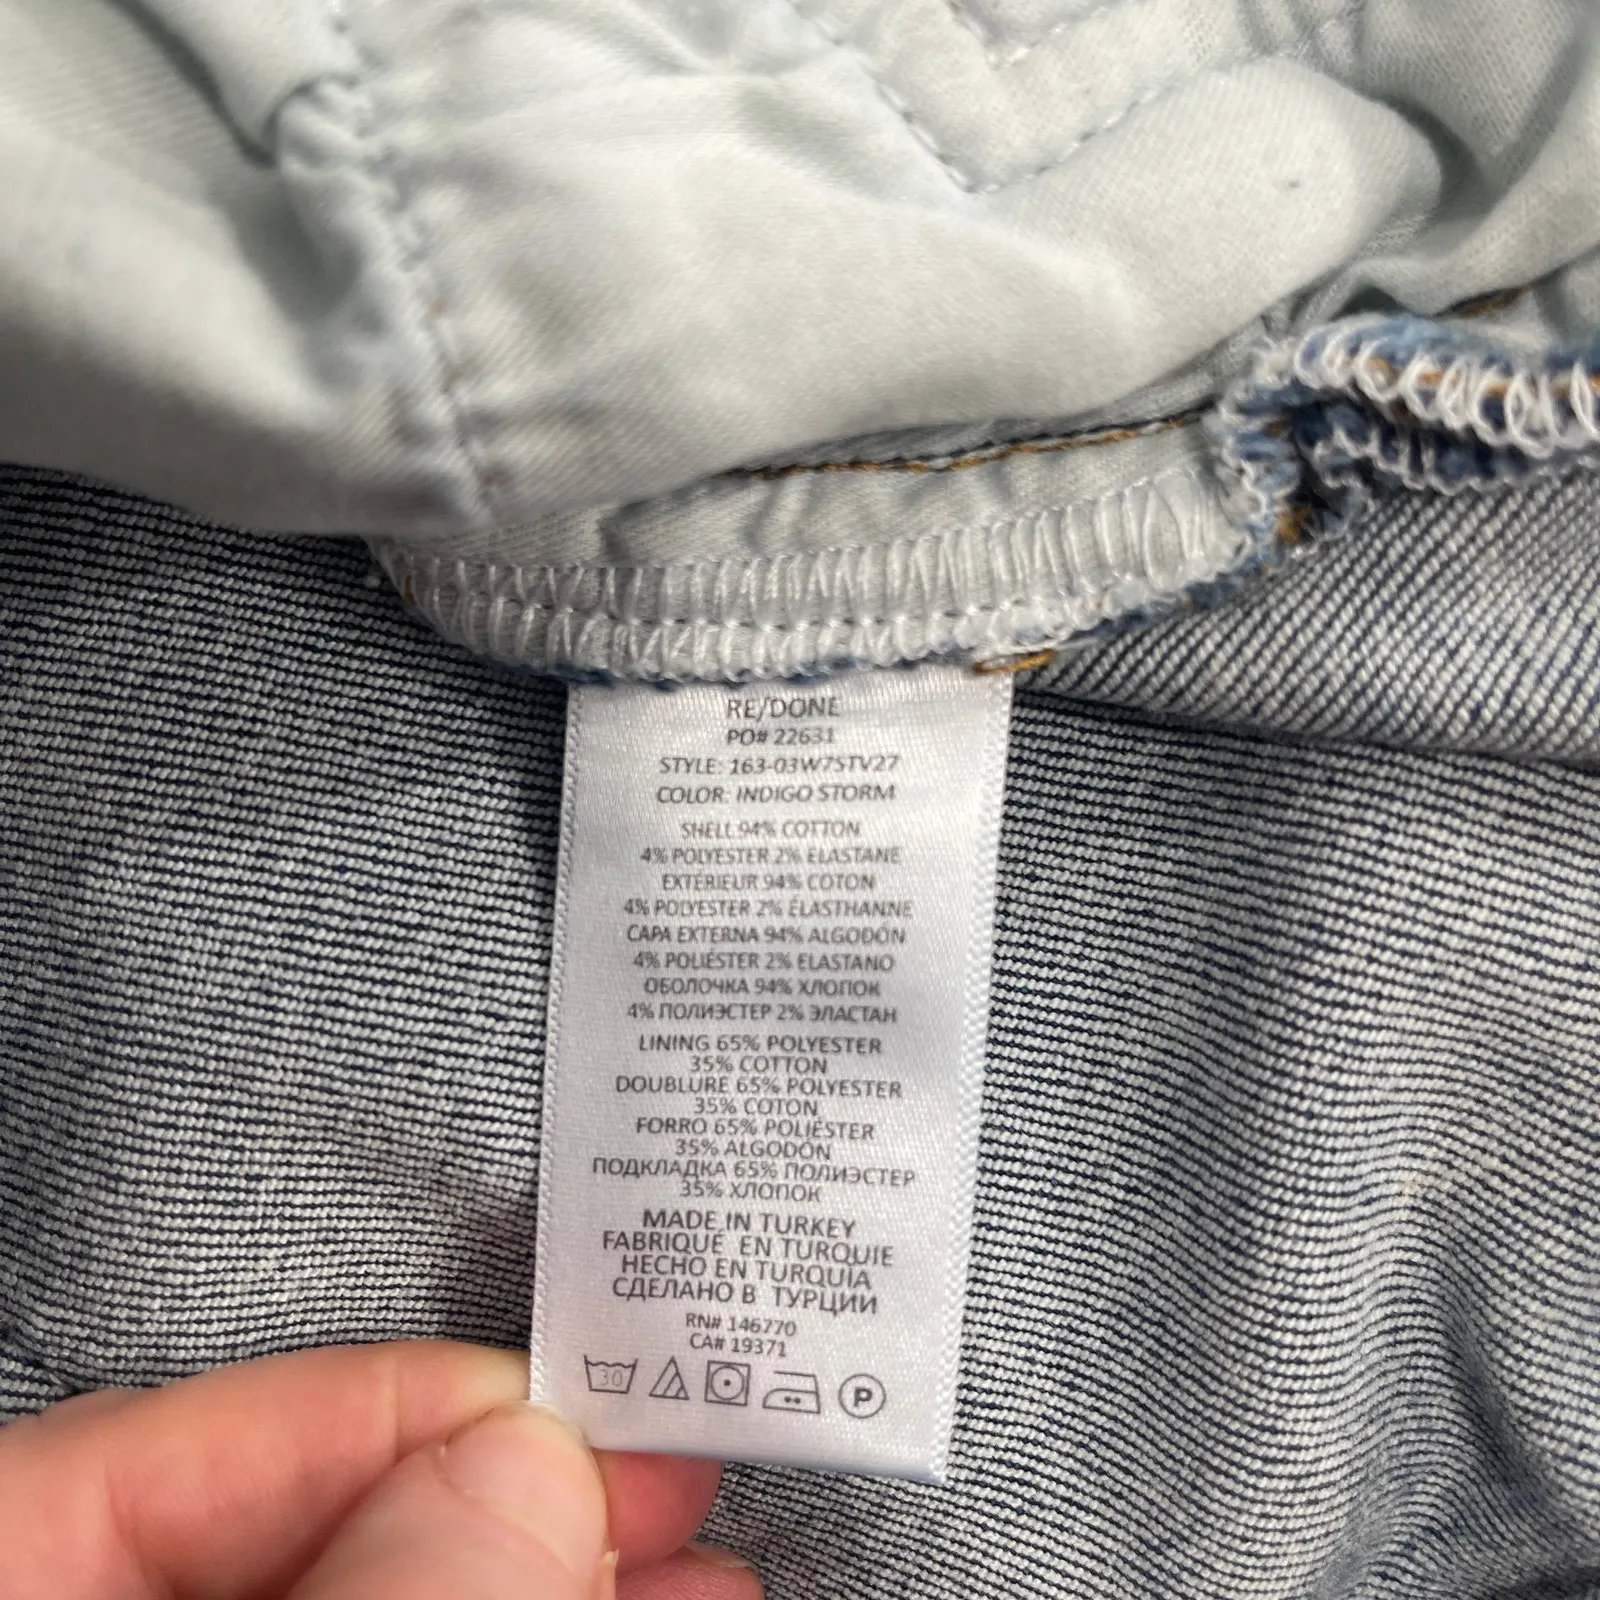 RE/DONE
PO# 22631
STYLE: 163-03W7STV27
COLOR: INDIGO STORM
SHELL 94% COTTON
4% POLYESTER 2% ELASTANE
EXTERIEUR 94% COTON
4% POLYESTER 2% ÉLASTHANNE
CAPA EXTERNA 94% ALGODÓN
4% POLIÉSTER 2% ELASTANO
ОБОЛОЧКА 94% ХЛОПОК
4% ПОЛИЭСТЕР 2% ЭЛАСТАН
LINING 65% POLYESTER
35% COTTON
DOUBLURE 65% POLYESTER
35% COTON
FORRO 65% POLIÉSTER
35% ALGODÓN
ПОДКЛАДКА 65% ПОЛИЭСТЕР
35% ХЛОПОК
MADE IN TURKEY
FABRIQUÉ EN TURQUIE
HECHO EN TURQUÍA
СДЕЛАНО В ТУРЦИИ
RN# 146770
CA# 19371
30 P